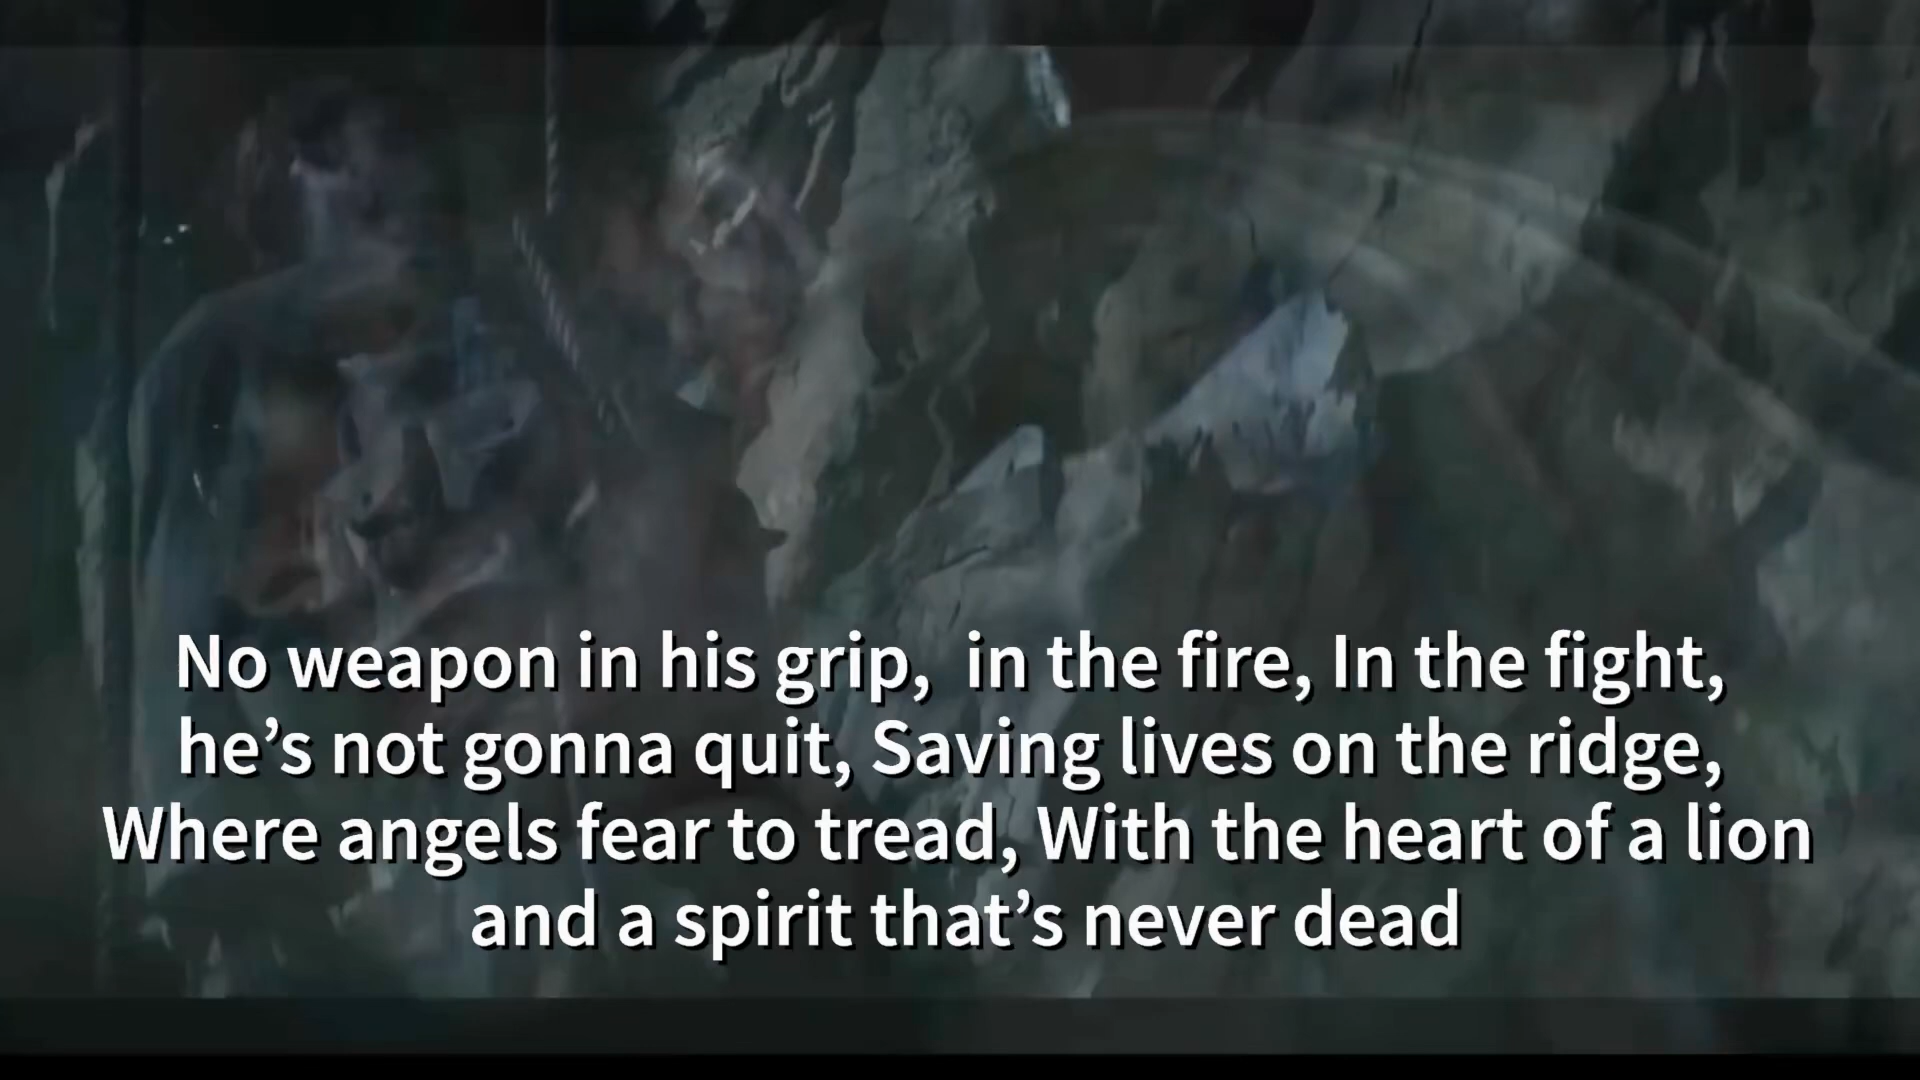 No weapon in his grip,  in the fire, In the fight,
he’s not gonna quit, Saving lives on the ridge,
Where angels fear to tread, With the heart of a lion
and a spirit that’s never dead